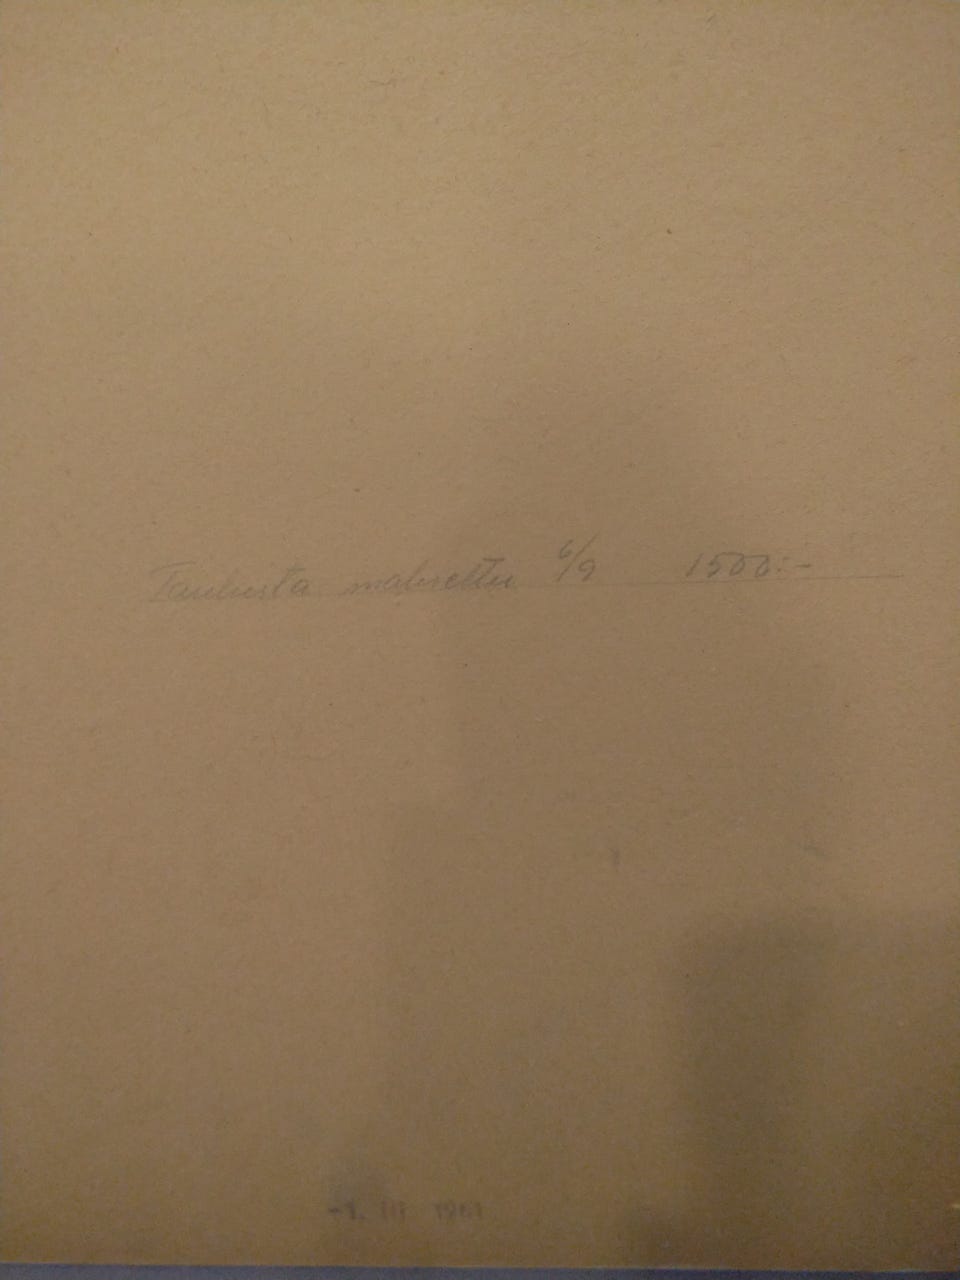 Taulusta maksettu 6/9 1500:-
-1. III 1961